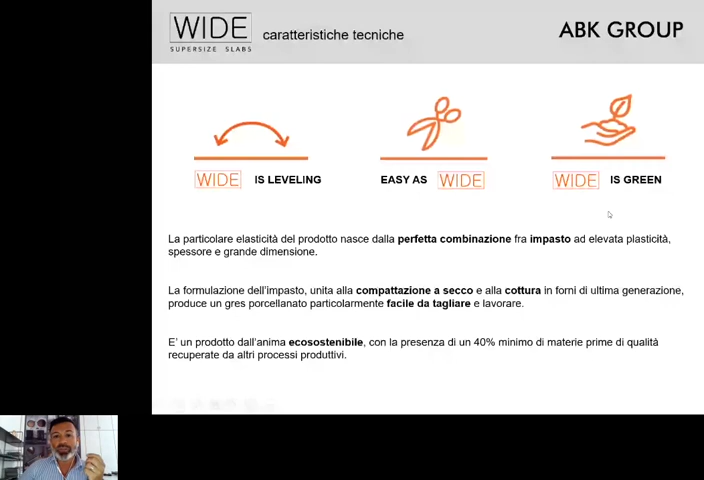 WIDE
SUPERSIZE SLABS
caratteristiche tecniche
ABK GROUP
WIDE IS LEVELING
EASY AS WIDE
WIDE IS GREEN
La particolare elasticità del prodotto nasce dalla perfetta combinazione fra impasto ad elevata plasticità,
spessore e grande dimensione.
La formulazione dell'impasto, unita alla compattazione a secco e alla cottura in forni di ultima generazione,
produce un gres porcellanato particolarmente facile da tagliare e lavorare.
E' un prodotto dall'anima ecosostenibile, con la presenza di un 40% minimo di materie prime di qualità
recuperate da altri processi produttivi.